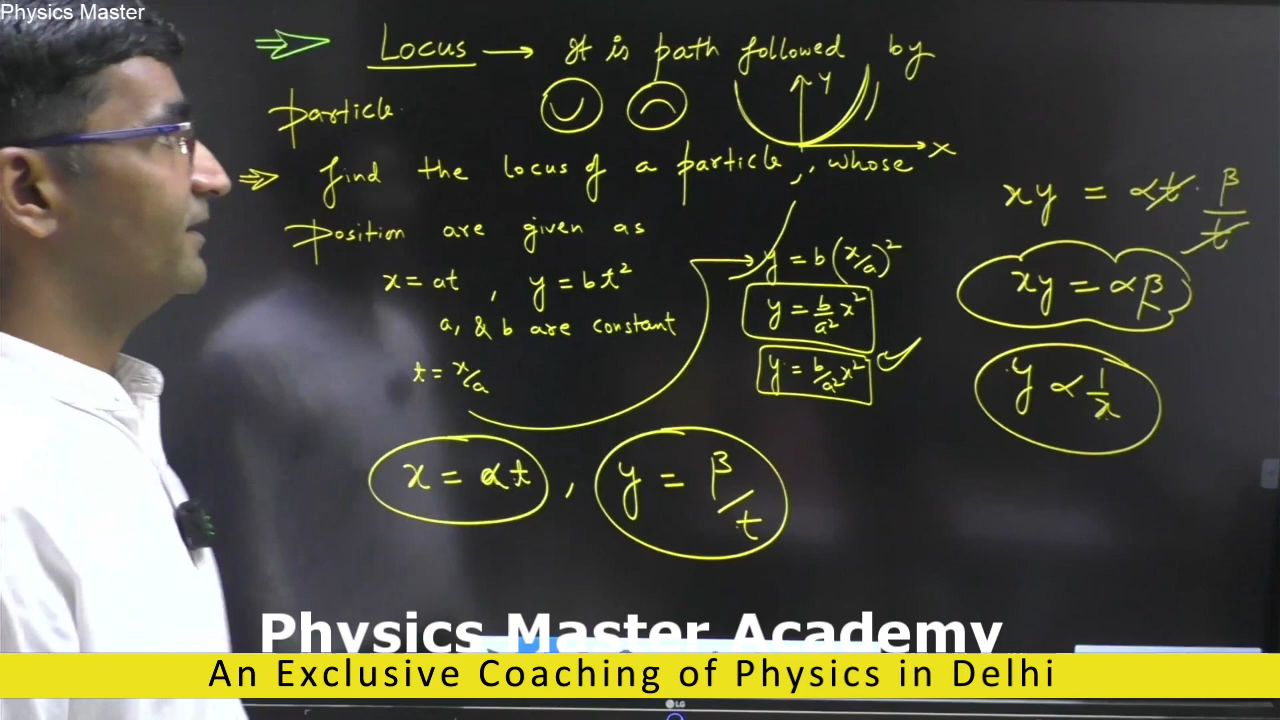 Physics Master
Locus → It is path followed by
particle.
y
x
find the locus of a particle, whose
position are given as
x = at , y = bt²
a, & b are constant
t = x/a
y = b(x/a)²
y = b/a² x²
y = b/a² x²
x = αt , y = β/t
xy = αt · β/t
xy = αβ
y ∝ 1/x
Physics Master Academy
An Exclusive Coaching of Physics in Delhi
LG